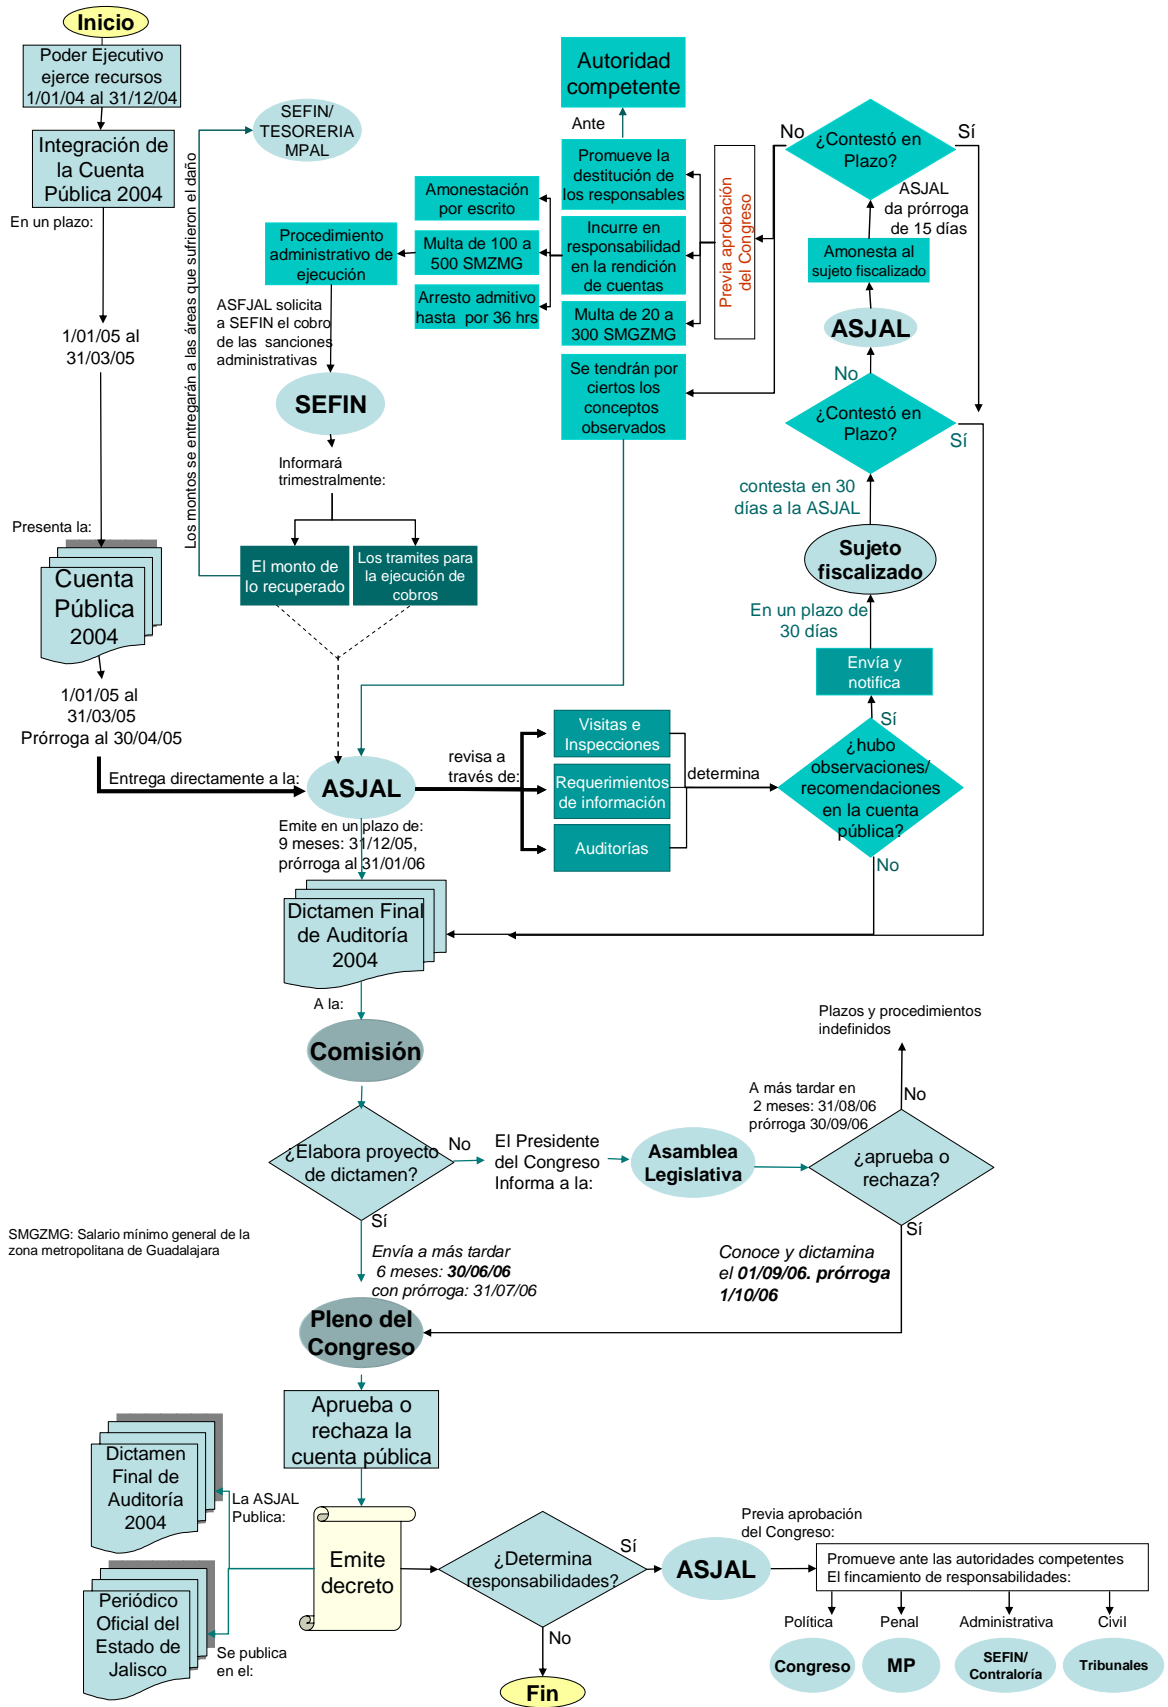 Inicio
Poder Ejecutivo
ejerce recursos
1/01/04 al 31/12/04
Integración de
la Cuenta
Pública 2004
En un plazo:
1/01/05 al
31/03/05
Presenta la:
Cuenta
Pública
2004
1/01/05 al
31/03/05
Prórroga al 30/04/05
Entrega directamente a la:
Los montos se entregarán a las áreas que sufrieron el daño
SEFIN/
TESORERIA
MPAL
Autoridad
competente
Ante
Promueve la
destitución de
los responsables
Incurre en
responsabilidad
en la rendición
de cuentas
Multa de 20 a
300 SMGZMG
Se tendrán por
ciertos los
conceptos
observados
Amonestación
por escrito
Multa de 100 a
500 SMZMG
Arresto admitivo
hasta por 36 hrs
Procedimiento
administrativo de
ejecución
ASFJAL solicita
a SEFIN el cobro
de las sanciones
administrativas
SEFIN
Informará
trimestralmente:
El monto de
lo recuperado
Los tramites para
la ejecución de
cobros
Previa aprobación
del Congreso
No
¿Contestó en
Plazo?
Sí
ASJAL
da prórroga
de 15 días
Amonesta al
sujeto fiscalizado
ASJAL
No
¿Contestó en
Plazo?
Sí
contesta en 30
días a la ASJAL
Sujeto
fiscalizado
En un plazo de
30 días
Envía y
notifica
Sí
¿hubo
observaciones/
recomendaciones
en la cuenta
pública?
No
ASJAL
revisa a
través de:
Visitas e
Inspecciones
Requerimientos
de información
Auditorías
determina
Emite en un plazo de:
9 meses: 31/12/05,
prórroga al 31/01/06
Dictamen Final
de Auditoría
2004
A la:
Comisión
¿Elabora proyecto
de dictamen?
No
El Presidente
del Congreso
Informa a la:
Asamblea
Legislativa
A más tardar en
2 meses: 31/08/06
prórroga 30/09/06
Plazos y procedimientos
indefinidos
No
¿aprueba o
rechaza?
Sí
Sí
SMGZMG: Salario mínimo general de la
zona metropolitana de Guadalajara
Envía a más tardar
6 meses: 30/06/06
con prórroga: 31/07/06
Conoce y dictamina
el 01/09/06. prórroga
1/10/06
Pleno del
Congreso
Aprueba o
rechaza la
cuenta pública
Dictamen
Final de
Auditoría
2004
La ASJAL
Publica:
Periódico
Oficial del
Estado de
Jalisco
Se publica
en el:
Emite
decreto
¿Determina
responsabilidades?
Sí
No
Fin
ASJAL
Previa aprobación
del Congreso:
Promueve ante las autoridades competentes
El fincamiento de responsabilidades:
Política
Penal
Administrativa
Civil
Congreso
MP
SEFIN/
Contraloría
Tribunales